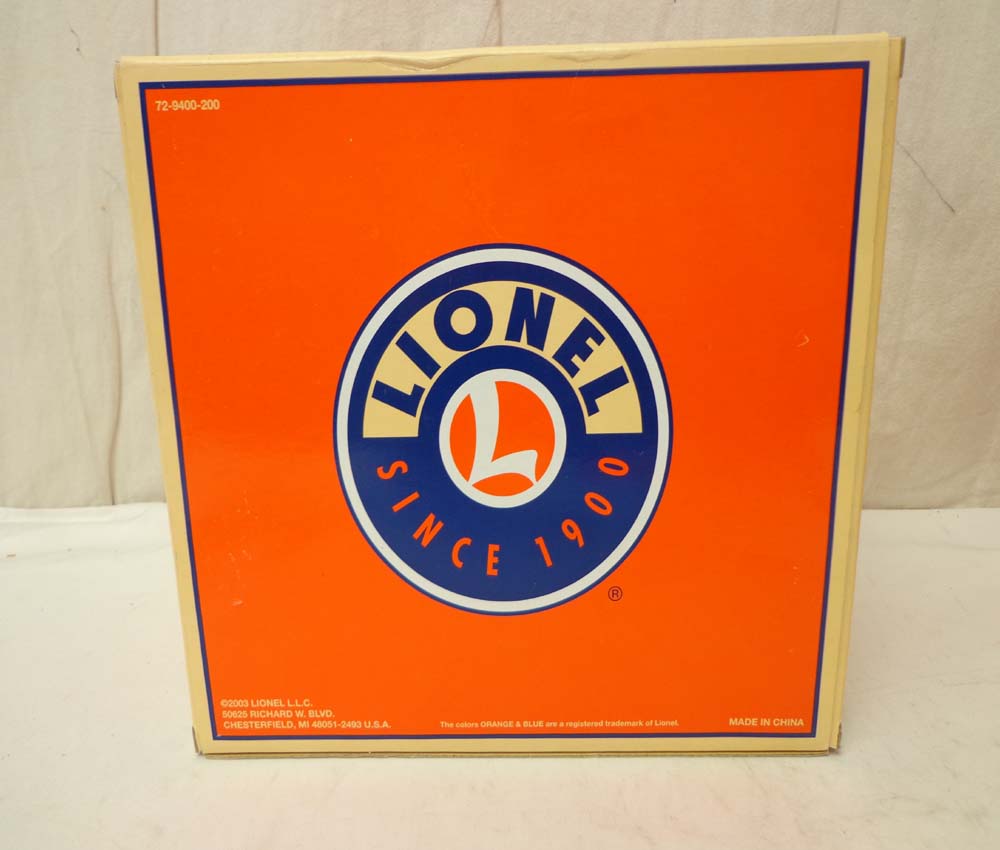 72-9400-200
LIONEL
L
SINCE 1900
®
©2003 LIONEL L.L.C.
50625 RICHARD W. BLVD.
CHESTERFIELD, MI 48051-2493 U.S.A.
The colors ORANGE & BLUE are a registered trademark of Lionel.
MADE IN CHINA